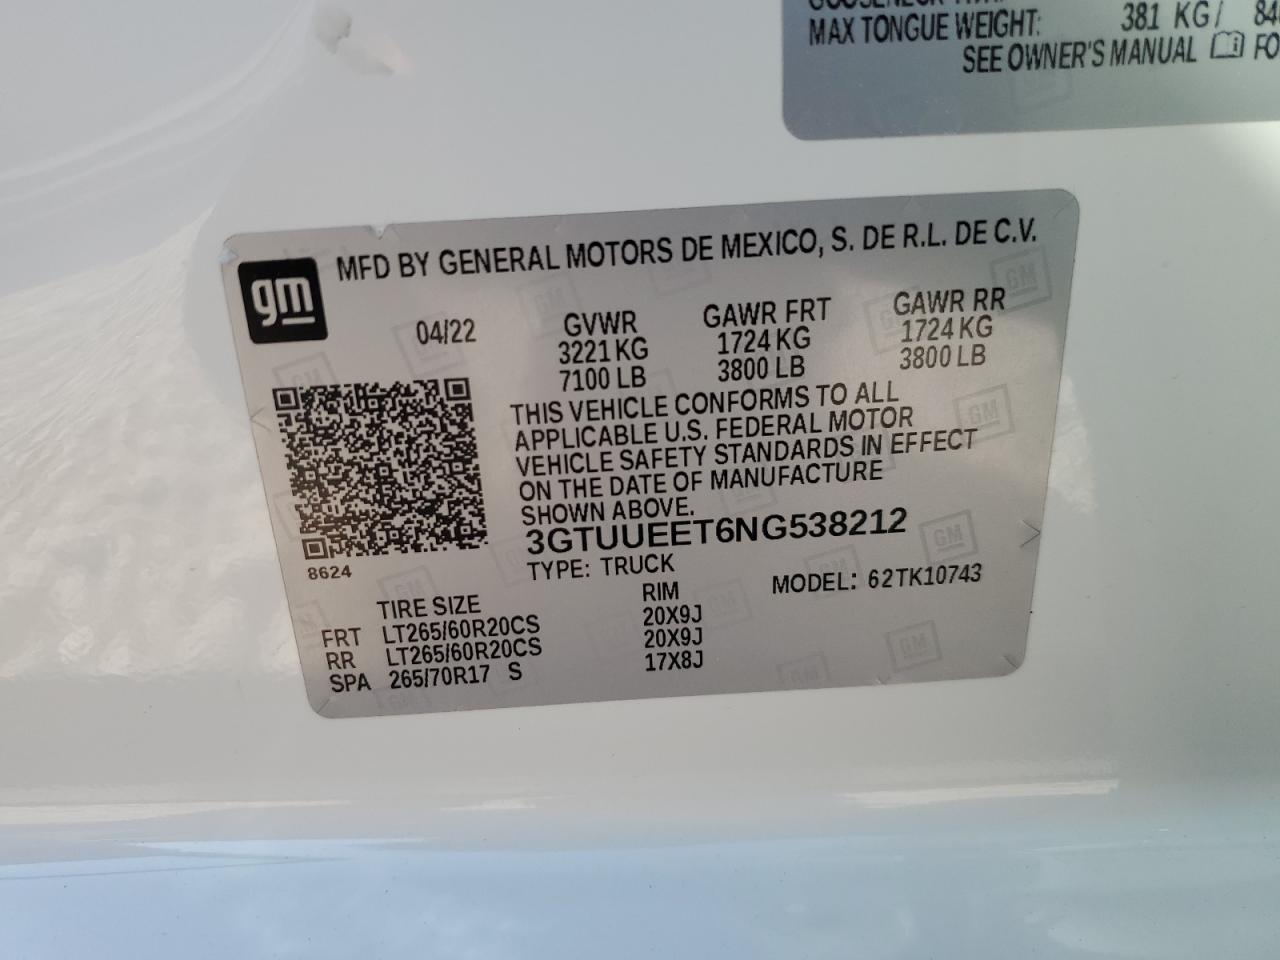 MAX TONGUE WEIGHT: 381 KG/
SEE OWNER'S MANUAL
gm
MFD BY GENERAL MOTORS DE MEXICO, S. DE R.L. DE C.V.
04/22
GVWR GAWR FRT GAWR RR
3221 KG 1724 KG 1724 KG
7100 LB 3800 LB 3800 LB
THIS VEHICLE CONFORMS TO ALL
APPLICABLE U.S. FEDERAL MOTOR
VEHICLE SAFETY STANDARDS IN EFFECT
ON THE DATE OF MANUFACTURE
SHOWN ABOVE.
3GTUUEET6NG538212
8624
TYPE: TRUCK MODEL: 62TK10743
TIRE SIZE RIM
FRT LT265/60R20CS 20X9J
RR LT265/60R20CS 20X9J
SPA 265/70R17 S 17X8J